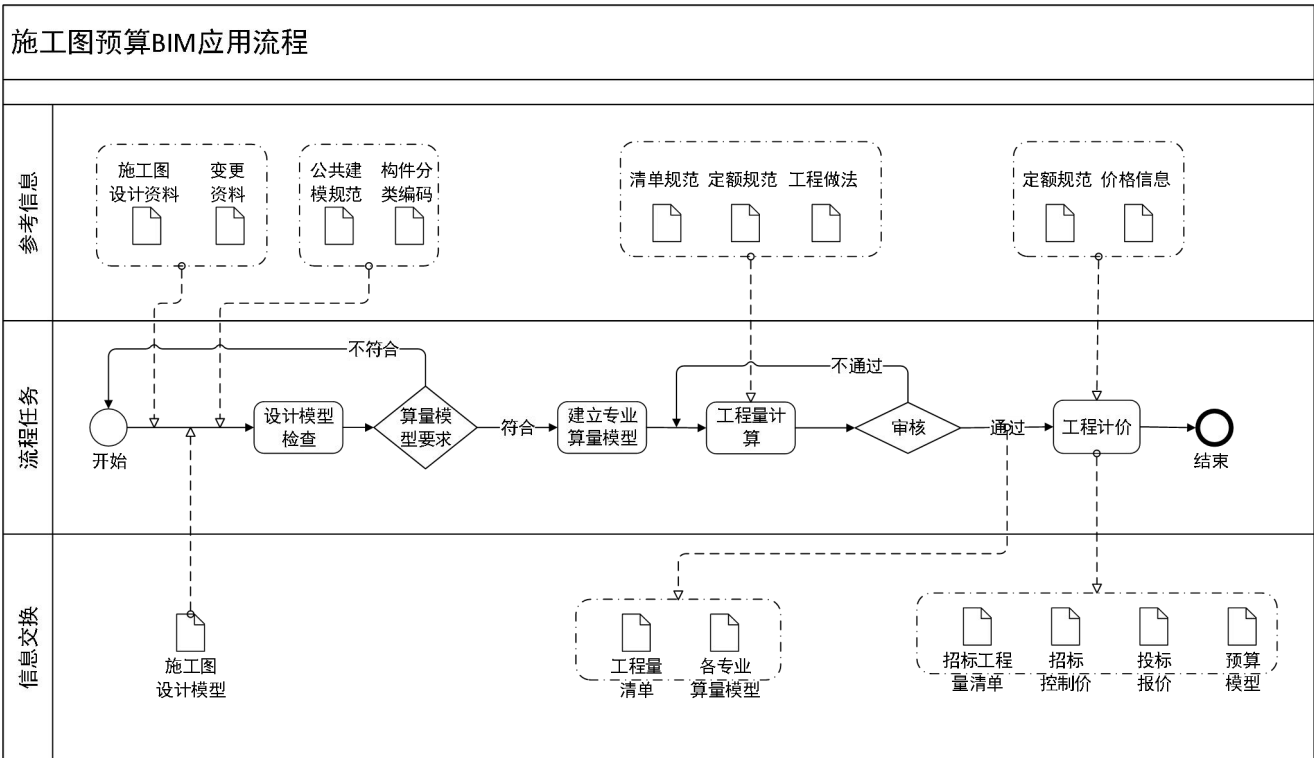 施工图预算BIM应用流程
参考信息
施工图
设计资料
变更
资料
公共建
模规范
构件分
类编码
清单规范
定额规范
工程做法
定额规范
价格信息
流程任务
开始
不符合
设计模型
检查
算量模
型要求
符合
建立专业
算量模型
不通过
工程量计
算
审核
通过
工程计价
结束
信息交换
施工图
设计模型
工程量
清单
各专业
算量模型
招标工程
量清单
招标
控制价
投标
报价
预算
模型